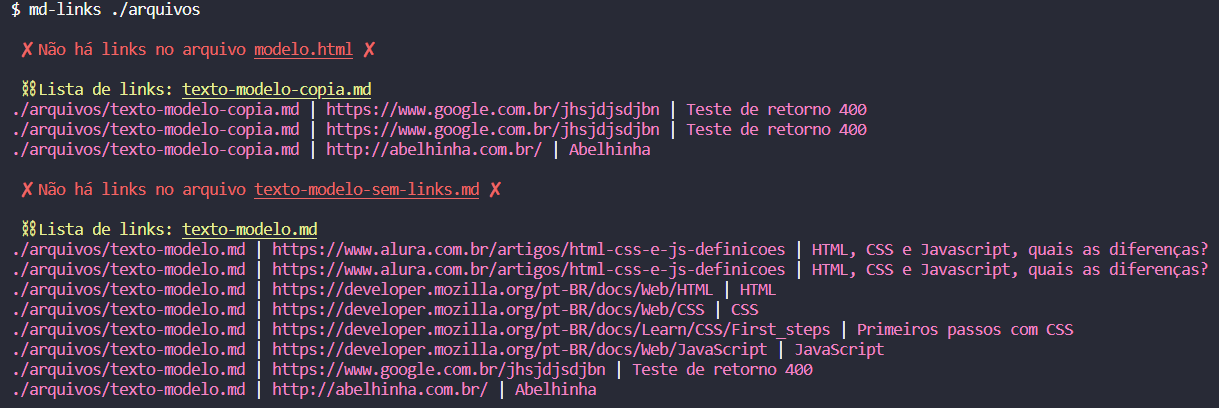 $ md-links ./arquivos
✗ Não há links no arquivo modelo.html ✗
⛓Lista de links: texto-modelo-copia.md
./arquivos/texto-modelo-copia.md | https://www.google.com.br/jhsjdjsdjbn | Teste de retorno 400
./arquivos/texto-modelo-copia.md | https://www.google.com.br/jhsjdjsdjbn | Teste de retorno 400
./arquivos/texto-modelo-copia.md | http://abelhinha.com.br/ | Abelhinha
✗ Não há links no arquivo texto-modelo-sem-links.md ✗
⛓Lista de links: texto-modelo.md
./arquivos/texto-modelo.md | https://www.alura.com.br/artigos/html-css-e-js-definicoes | HTML, CSS e Javascript, quais as diferenças?
./arquivos/texto-modelo.md | https://www.alura.com.br/artigos/html-css-e-js-definicoes | HTML, CSS e Javascript, quais as diferenças?
./arquivos/texto-modelo.md | https://developer.mozilla.org/pt-BR/docs/Web/HTML | HTML
./arquivos/texto-modelo.md | https://developer.mozilla.org/pt-BR/docs/Web/CSS | CSS
./arquivos/texto-modelo.md | https://developer.mozilla.org/pt-BR/docs/Learn/CSS/First_steps | Primeiros passos com CSS
./arquivos/texto-modelo.md | https://developer.mozilla.org/pt-BR/docs/Web/JavaScript | JavaScript
./arquivos/texto-modelo.md | https://www.google.com.br/jhsjdjsdjbn | Teste de retorno 400
./arquivos/texto-modelo.md | http://abelhinha.com.br/ | Abelhinha